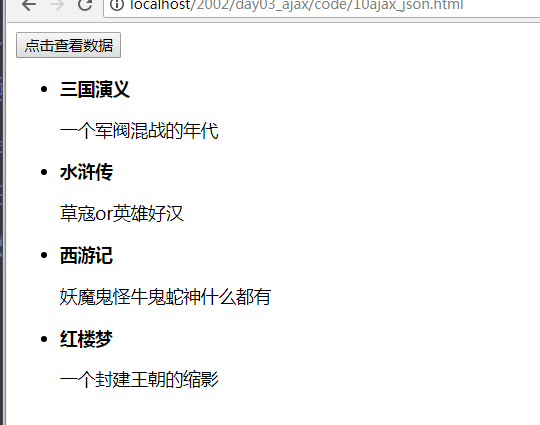 localhost/2002/day03_ajax/code/10ajax_json.html
点击查看数据
三国演义
一个军阀混战的年代
水浒传
草寇or英雄好汉
西游记
妖魔鬼怪牛鬼蛇神什么都有
红楼梦
一个封建王朝的缩影